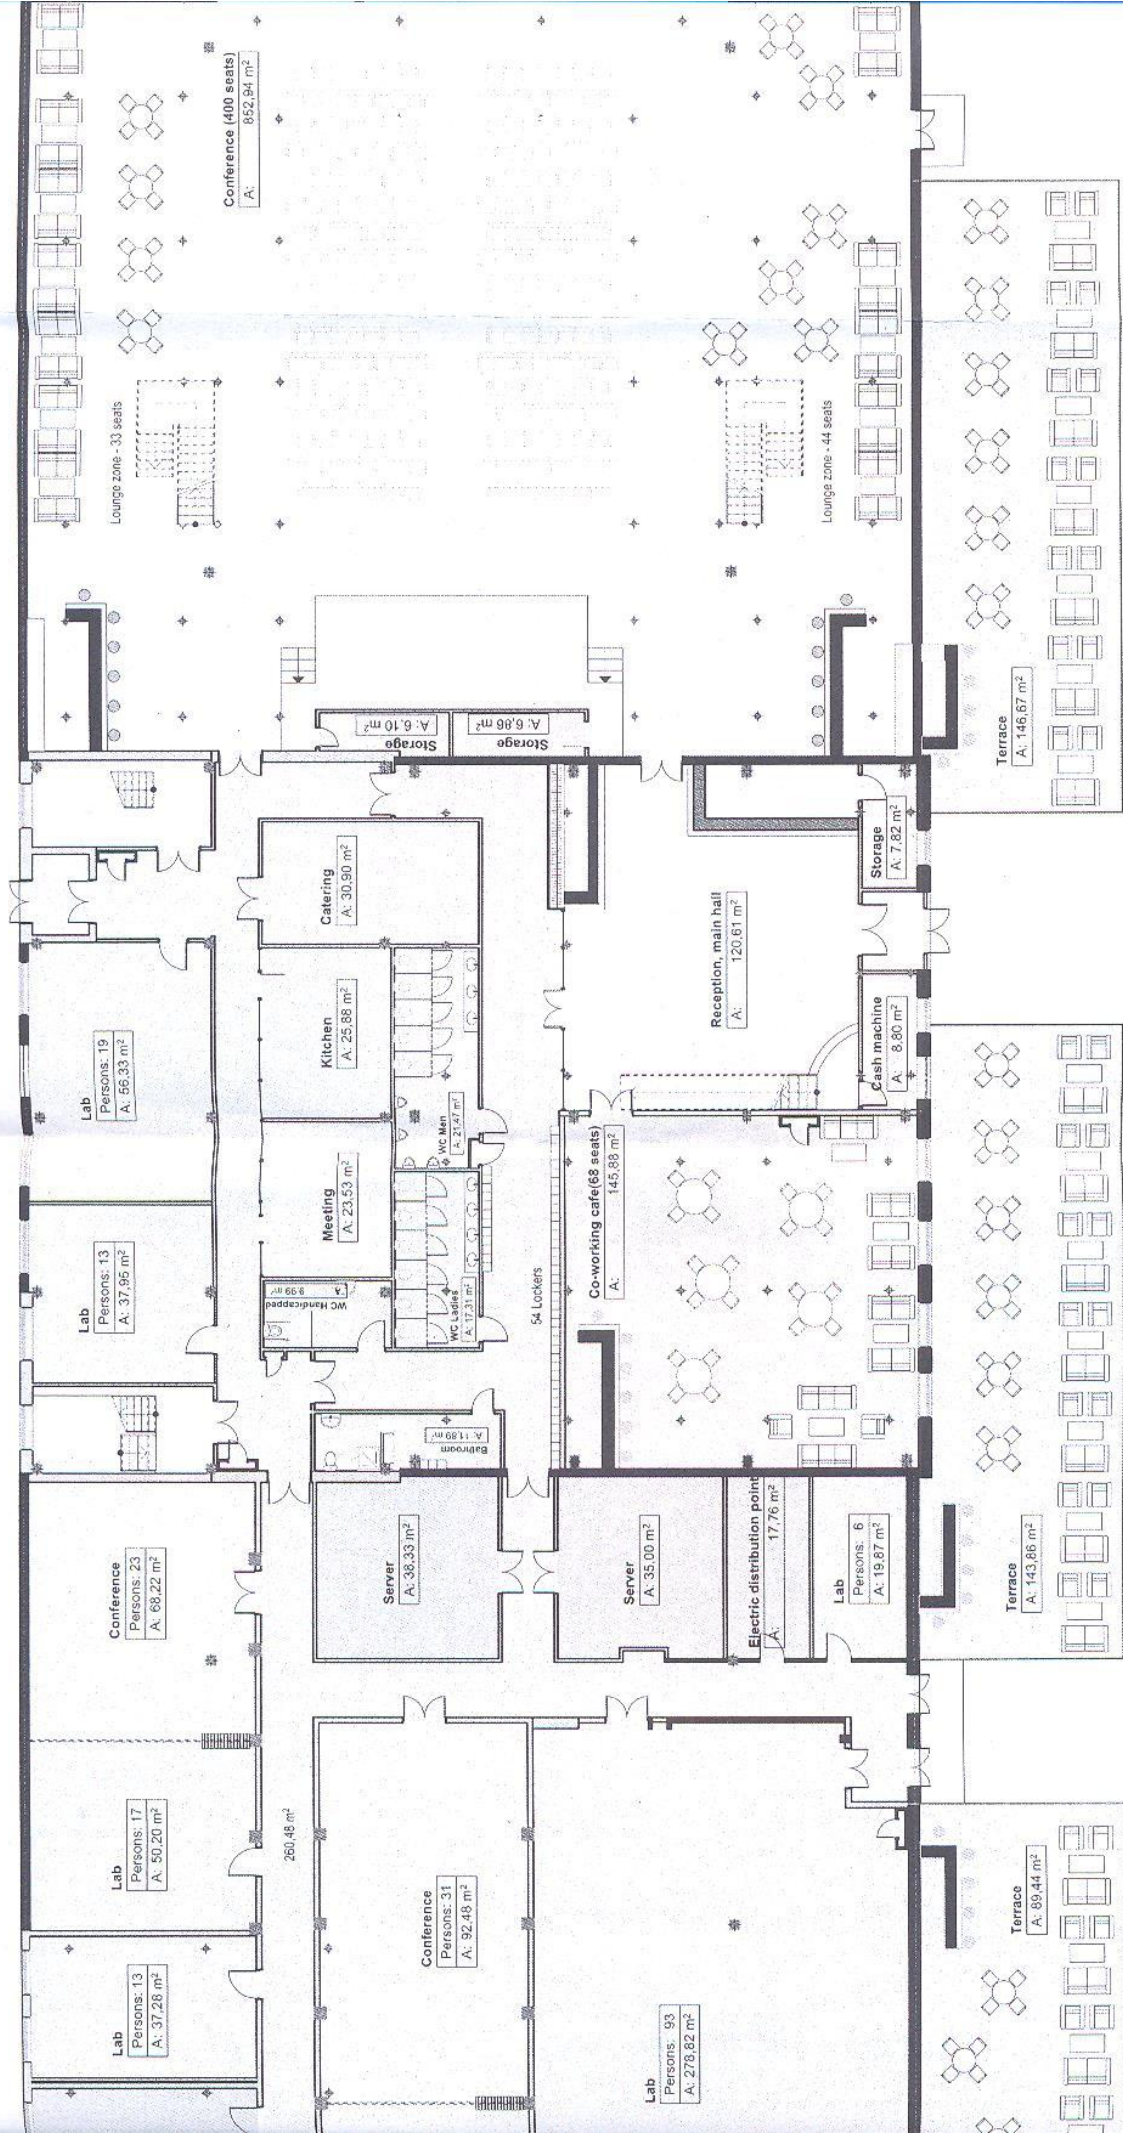 Conference (400 seats)
A: 852,94 m²
Lounge zone - 33 seats
Lounge zone - 44 seats
Terrace
A: 146,67 m²
Storage
A: 6,10 m²
Storage
A: 6,86 m²
Catering
A: 30,90 m²
Storage
A: 7,82 m²
Reception, main hall
A: 120,61 m²
Kitchen
A: 25,88 m²
Cash machine
A: 8,80 m²
Lab
Persons: 19
A: 56,33 m²
WC Men
A: 21,47 m²
Meeting
A: 23,53 m²
Co-working cafe(68 seats)
A: 145,88 m²
Lab
Persons: 13
A: 37,95 m²
WC Handicapped
A: 9,99 m²
WC Ladies
A: 17,31 m²
54 Lockers
Bathroom
A: 11,89 m²
Conference
Persons: 23
A: 68,22 m²
Server
A: 38,33 m²
Server
A: 35,00 m²
Electric distribution point
A: 17,76 m²
Lab
Persons: 6
A: 19,87 m²
Terrace
A: 143,86 m²
Lab
Persons: 17
A: 50,20 m²
260,48 m²
Conference
Persons: 31
A: 92,48 m²
Terrace
A: 89,44 m²
Lab
Persons: 13
A: 37,28 m²
Lab
Persons: 93
A: 278,82 m²